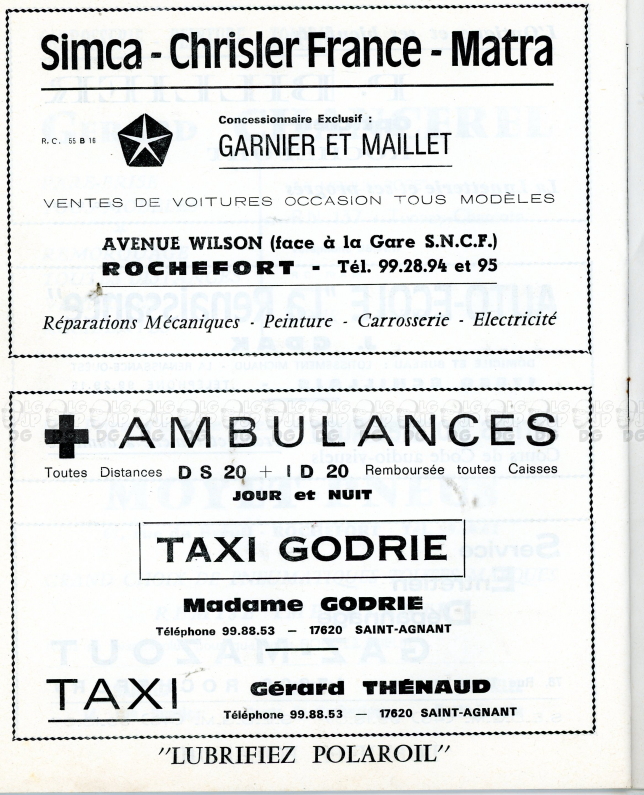 Simca - Chrisler France - Matra
Concessionnaire Exclusif :
R.C. 55 B 16
GARNIER ET MAILLET
VENTES DE VOITURES OCCASION TOUS MODÈLES
AVENUE WILSON (face à la Gare S.N.C.F.)
ROCHEFORT - Tél. 99.28.94 et 95
Réparations Mécaniques - Peinture - Carrosserie - Electricité
AMBULANCES
Toutes Distances DS 20 + ID 20 Remboursée toutes Caisses
JOUR et NUIT
TAXI GODRIE
Madame GODRIE
Téléphone 99.88.53 — 17620 SAINT-AGNANT
TAXI Gérard THÉNAUD
Téléphone 99.88.53 — 17620 SAINT-AGNANT
"LUBRIFIEZ POLAROIL"